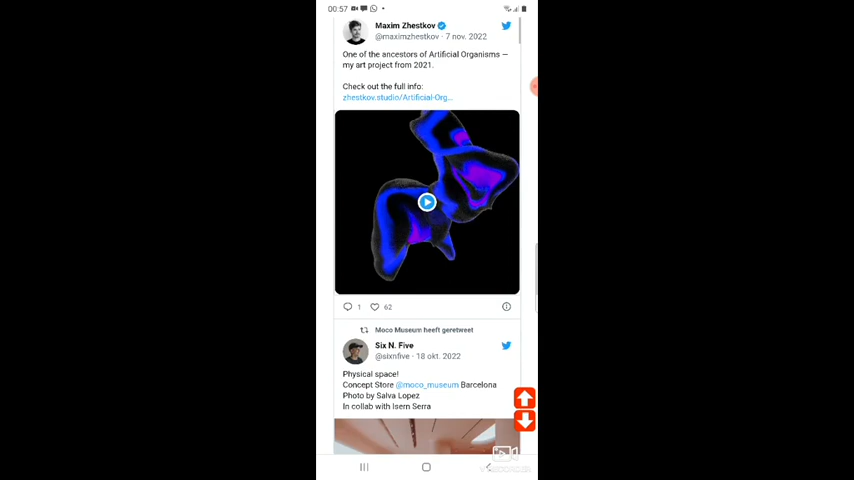 00:57
Maxim Zhestkov
@maximzhestkov · 7 nov. 2022
One of the ancestors of Artificial Organisms —
my art project from 2021.
Check out the full info:
zhestkov.studio/Artificial-Org...
1 62
Moco Museum heeft geretweet
Six N. Five
@sixnfive · 18 okt. 2022
Physical space!
Concept Store @moco_museum Barcelona
Photo by Salva Lopez
In collab with Isern Serra